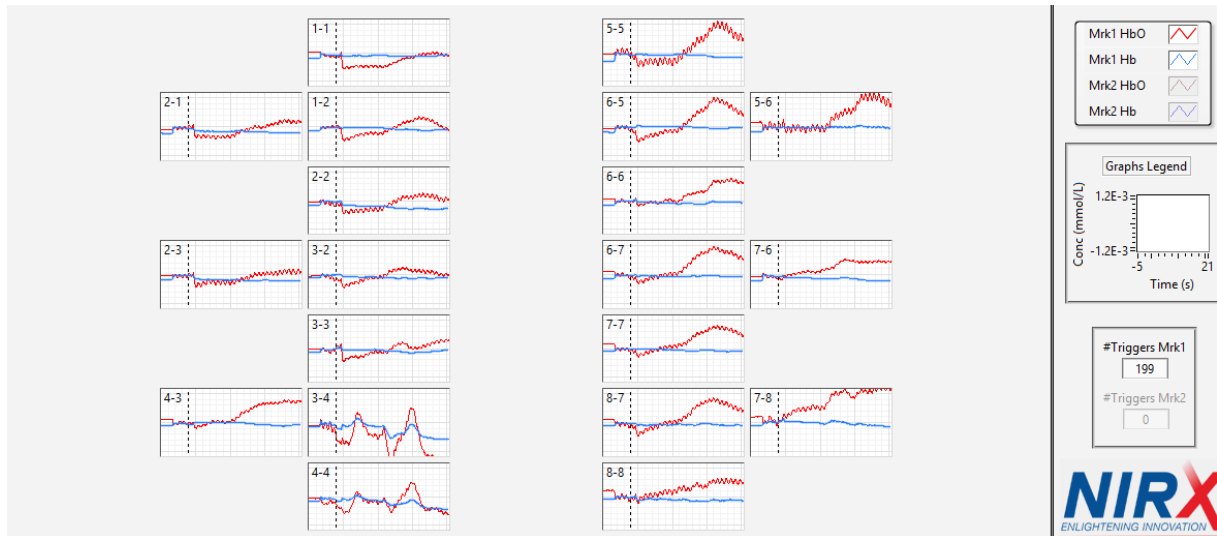 1-1
5-5
2-1
1-2
6-5
5-6
2-2
6-6
2-3
3-2
6-7
7-6
3-3
7-7
4-3
3-4
8-7
7-8
4-4
8-8
Mrk1 HbO
Mrk1 Hb
Mrk2 HbO
Mrk2 Hb
Graphs Legend
Conc (mmol/L)
1.2E-3
-1.2E-3
-5 21
Time (s)
#Triggers Mrk1
199
#Triggers Mrk2
0
NIRX
ENLIGHTENING INNOVATION